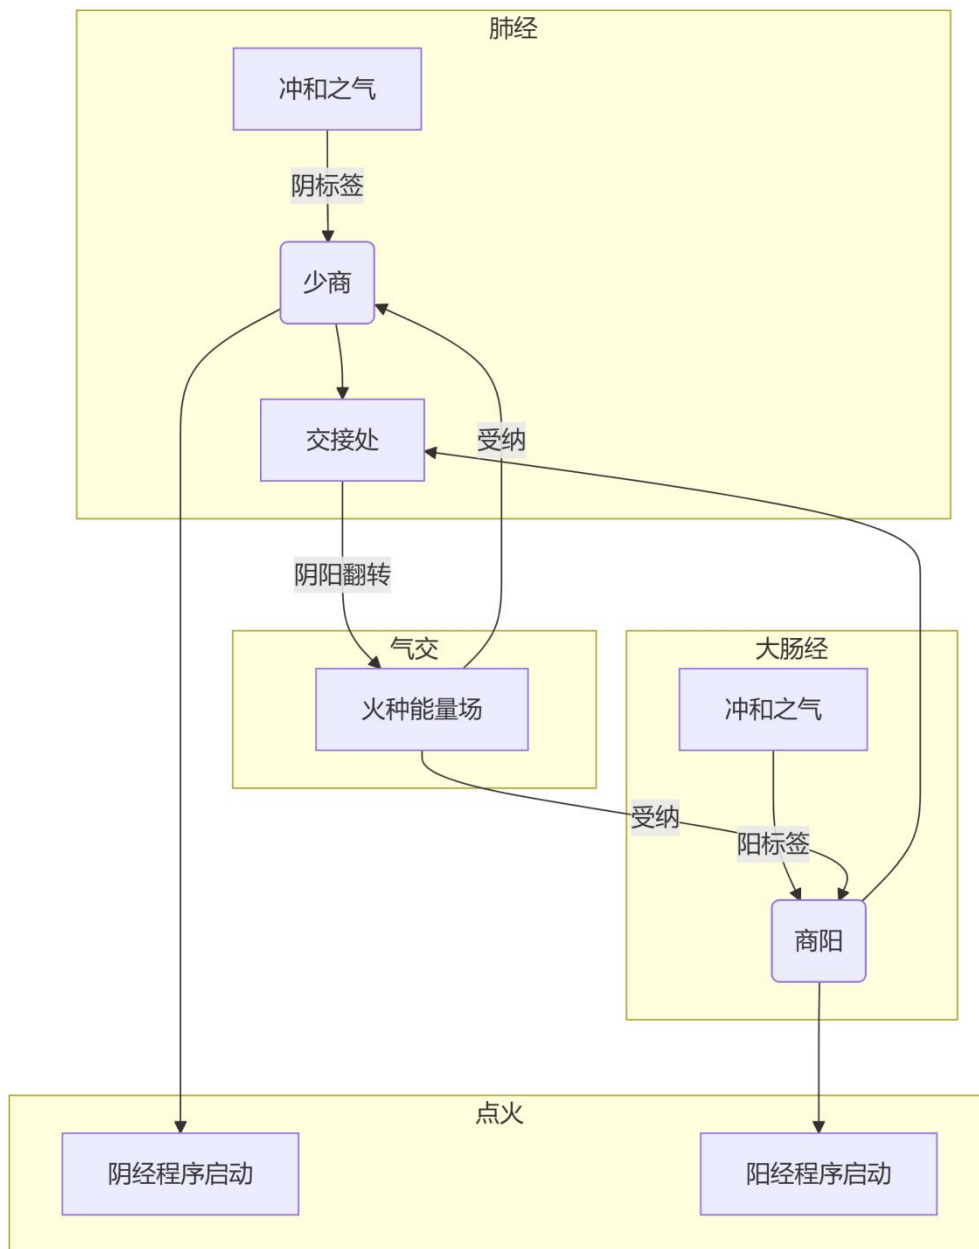 肺经
冲和之气
阴标签
少商
交接处
受纳
阴阳翻转
气交
大肠经
火种能量场
冲和之气
受纳
阳标签
商阳
点火
阴经程序启动
阳经程序启动